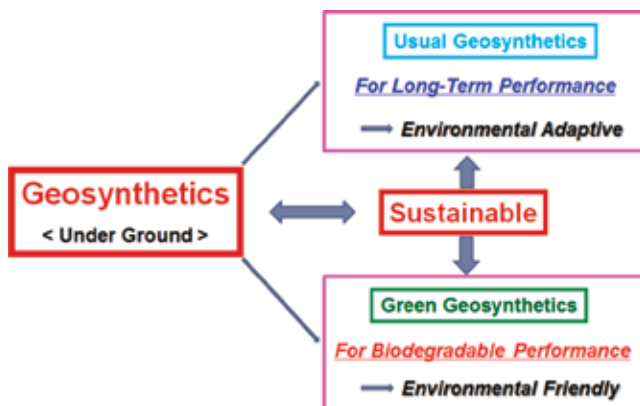 Usual Geosynthetics
For Long-Term Performance
Environmental Adaptive
Geosynthetics
< Under Ground >
Sustainable
Green Geosynthetics
For Biodegradable Performance
Environmental Friendly